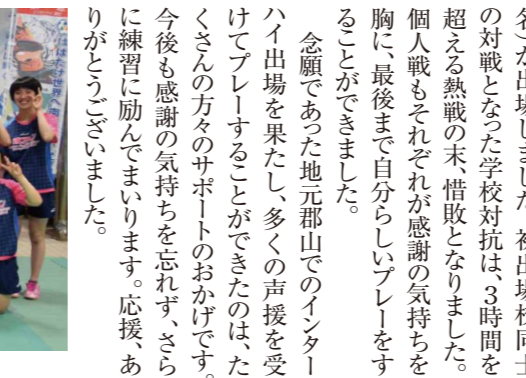 名)が出場しました。初出場校同士
の対戦となった学校対抗は、3時間を
超える熱戦の末、惜敗となりました。
個人戦もそれぞれが感謝の気持ちを
胸に、最後まで自分らしいプレーをす
ることができました。
念願であった地元郡山でのインター
ハイ出場を果たし、多くの声援を受
けてプレーすることができたのは、た
くさんの方々のサポートのおかげです。
今後も感謝の気持ちを忘れず、さら
に練習に励んでまいります。応援、あ
りがとうございました。